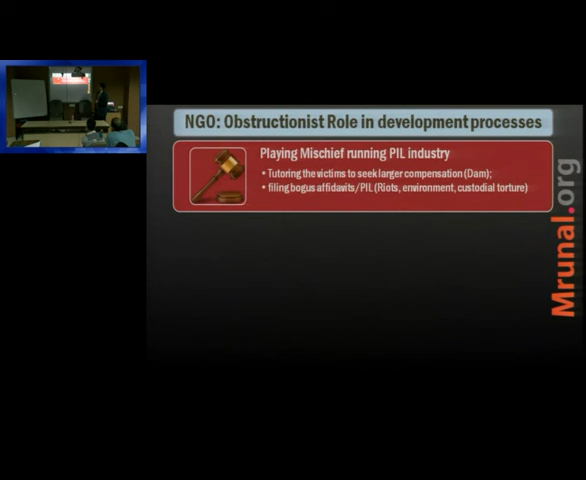 NGO: Obstructionist Role in development processes
Playing Mischief running PIL industry
• Tutoring the victims to seek larger compensation (Dam);
• filing bogus affidavits/PIL (Riots, environment, custodial torture)
Mrunal.org